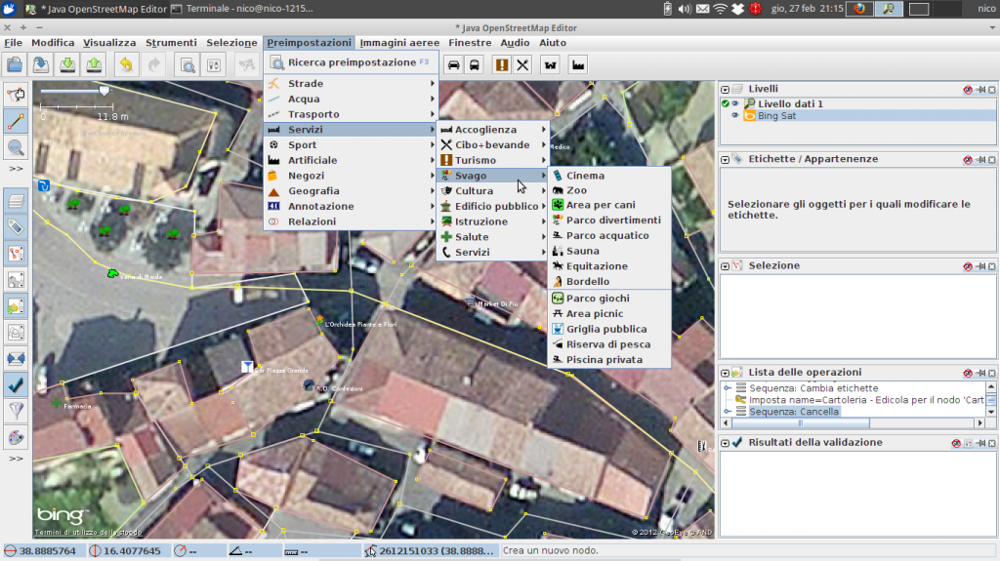 * Java OpenStreetMap Editor Terminale - nico@nico-1215... gio, 27 feb 21:15 nico
* Java OpenStreetMap Editor
File Modifica Visualizza Strumenti Selezione Preimpostazioni Immagini aeree Finestre Audio Aiuto
Ricerca preimpostazione F3
Strade
Acqua
Trasporto
Servizi
Sport
Artificiale
Negozi
Geografia
Annotazione
Relazioni
Accoglienza
Cibo+bevande
Turismo
Svago
Cultura
Edificio pubblico
Istruzione
Salute
Servizi
Cinema
Zoo
Area per cani
Parco divertimenti
Parco acquatico
Sauna
Equitazione
Bordello
Parco giochi
Area picnic
Griglia pubblica
Riserva di pesca
Piscina privata
0 11.8 m
>>
>>
Medico
Market Di Più
L'Orchidea Piante e Fiori
Bar Piazza Grande
Confezioni
Farmacia
bing
Termini di utilizzo dello sfondo
© 2012 GeoEye © AND
Livelli
Livello dati 1
Bing Sat
Etichette / Appartenenze
Selezionare gli oggetti per i quali modificare le
etichette.
Selezione
Lista delle operazioni
Sequenza: Cambia etichette
Imposta name=Cartoleria - Edicola per il nodo 'Cart
Sequenza: Cancella
Risultati della validazione
38.8885764 16.4077645 -- -- -- 2612151033 (38.8888... Crea un nuovo nodo.